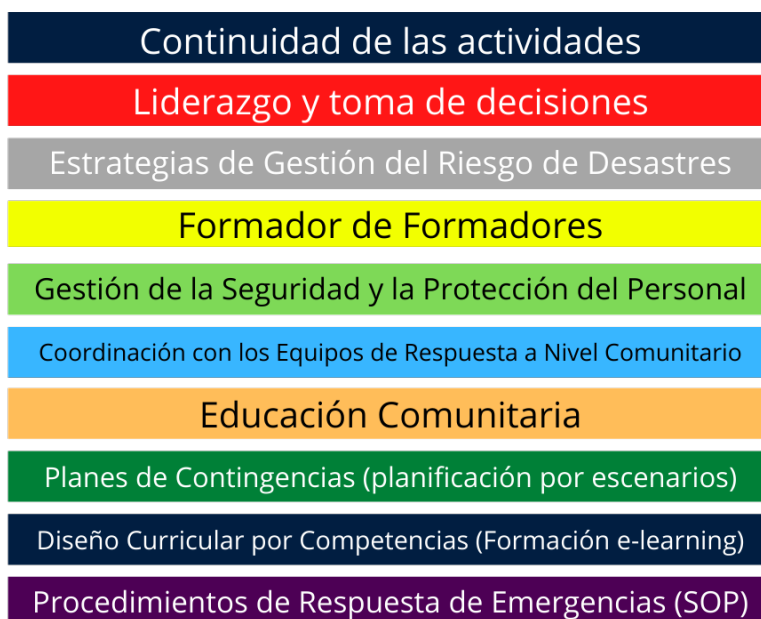 Continuidad de las actividades
Liderazgo y toma de decisiones
Estrategias de Gestión del Riesgo de Desastres
Formador de Formadores
Gestión de la Seguridad y la Protección del Personal
Coordinación con los Equipos de Respuesta a Nivel Comunitario
Educación Comunitaria
Planes de Contingencias (planificación por escenarios)
Diseño Curricular por Competencias (Formación e-learning)
Procedimientos de Respuesta de Emergencias (SOP)